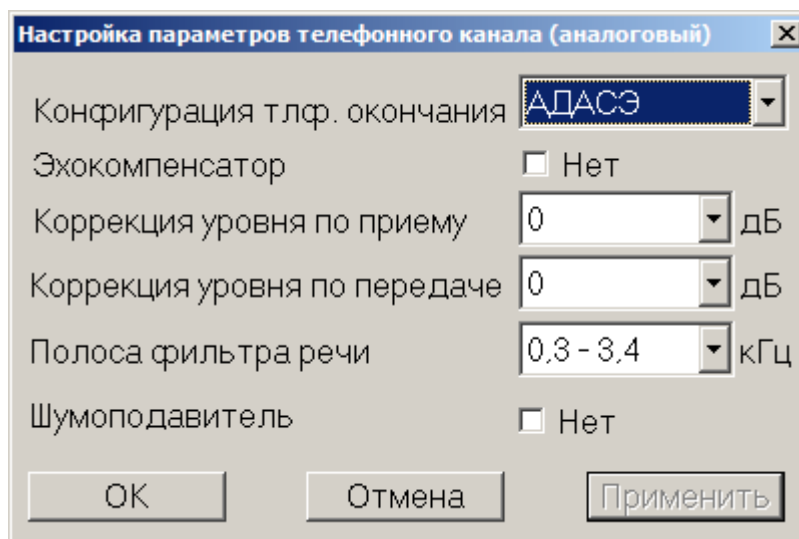 Настройка параметров телефонного канала (аналоговый)
Конфигурация тлф. окончания АДАСЭ
Эхокомпенсатор Нет
Коррекция уровня по приему 0 дБ
Коррекция уровня по передаче 0 дБ
Полоса фильтра речи 0,3 - 3,4 кГц
Шумоподавитель Нет
ОК Отмена Применить